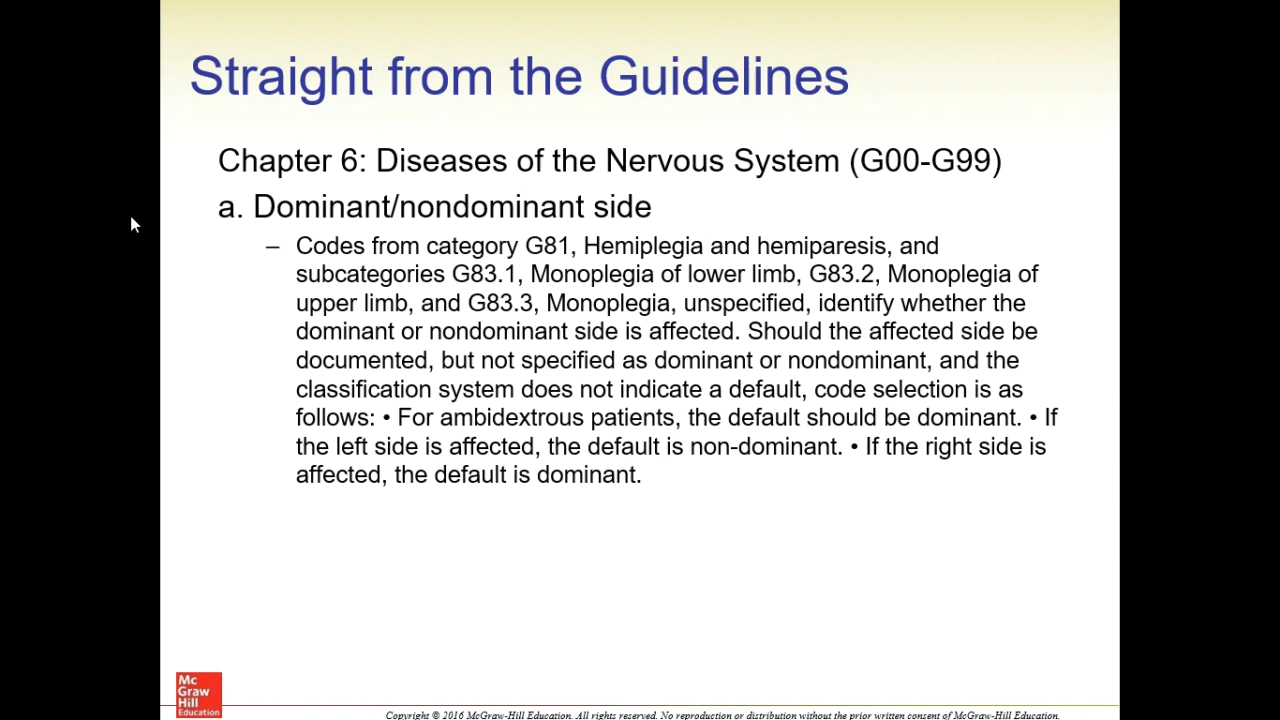 Straight from the Guidelines
Chapter 6: Diseases of the Nervous System (G00-G99)
a. Dominant/nondominant side
– Codes from category G81, Hemiplegia and hemiparesis, and
subcategories G83.1, Monoplegia of lower limb, G83.2, Monoplegia of
upper limb, and G83.3, Monoplegia, unspecified, identify whether the
dominant or nondominant side is affected. Should the affected side be
documented, but not specified as dominant or nondominant, and the
classification system does not indicate a default, code selection is as
follows: • For ambidextrous patients, the default should be dominant. • If
the left side is affected, the default is non-dominant. • If the right side is
affected, the default is dominant.
Mc
Graw
Hill
Education
Copyright © 2016 McGraw-Hill Education. All rights reserved. No reproduction or distribution without the prior written consent of McGraw-Hill Education.